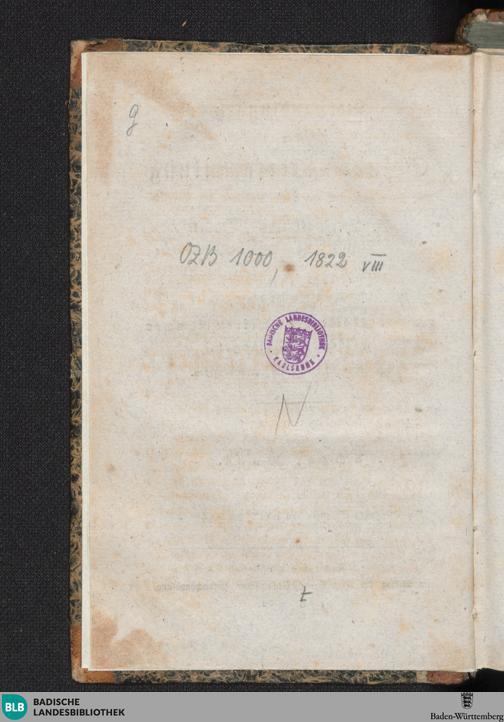 g
OZB 1000, 1822 VIII
BADISCHE LANDESBIBLIOTHEK
KARLSRUHE
N
t
BLB
BADISCHE
LANDESBIBLIOTHEK
Baden-Württemberg